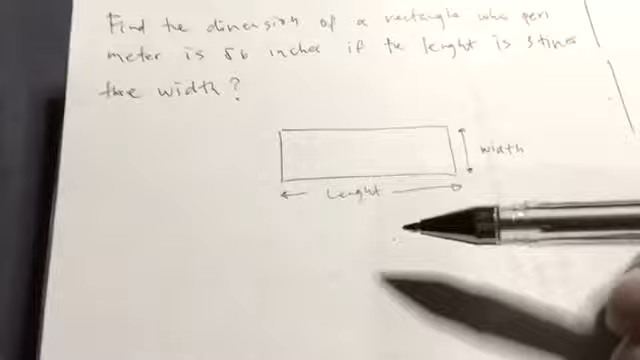 Find the dimension of a rectangle who peri
meter is 56 inches if the lenght is 3 times
the width?
width
Lenght